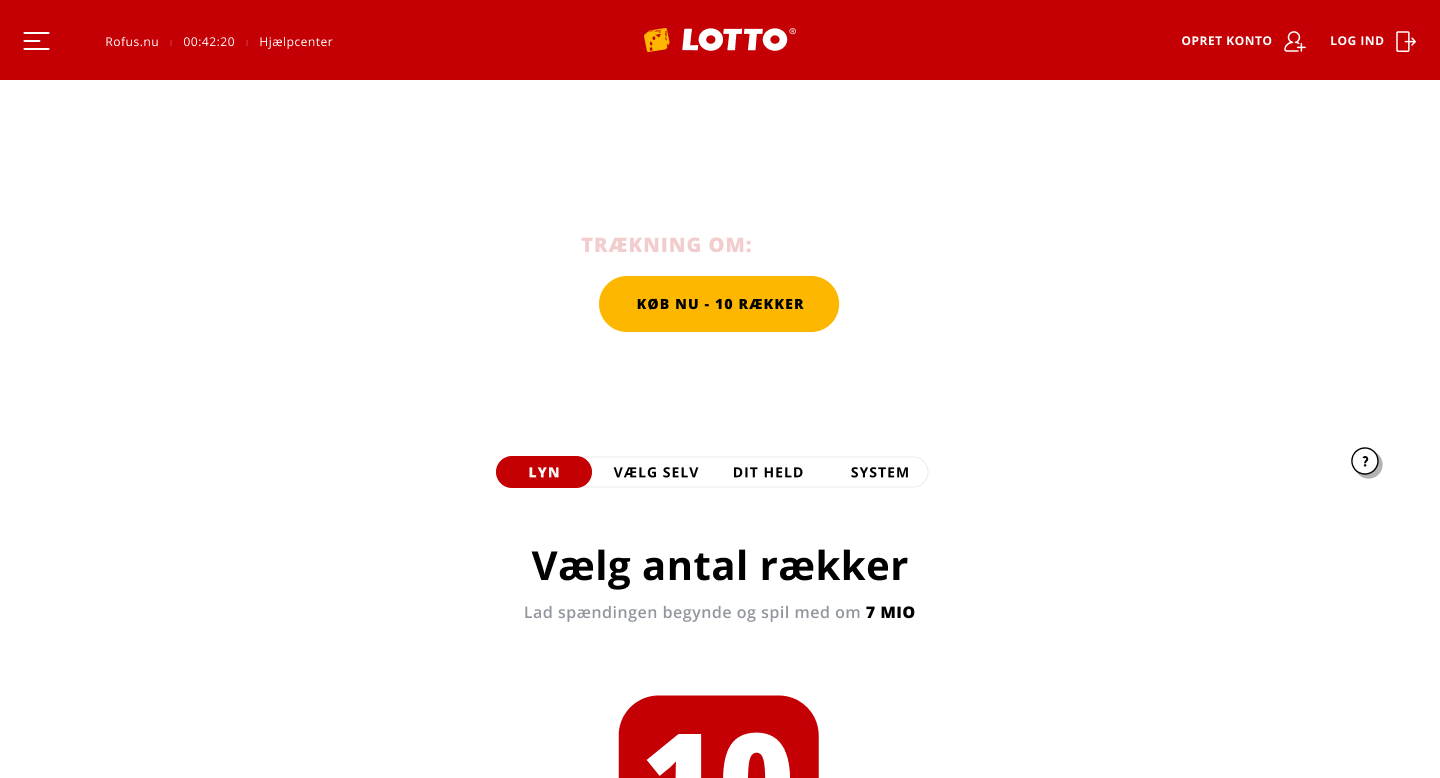 Rofus.nu
00:42:20
Hjælpcenter
LOTTO®
OPRET KONTO
LOG IND
TRÆKNING OM:
KØB NU - 10 RÆKKER
LYN
VÆLG SELV
DIT HELD
SYSTEM
?
Vælg antal rækker
Lad spændingen begynde og spil med om 7 MIO
10